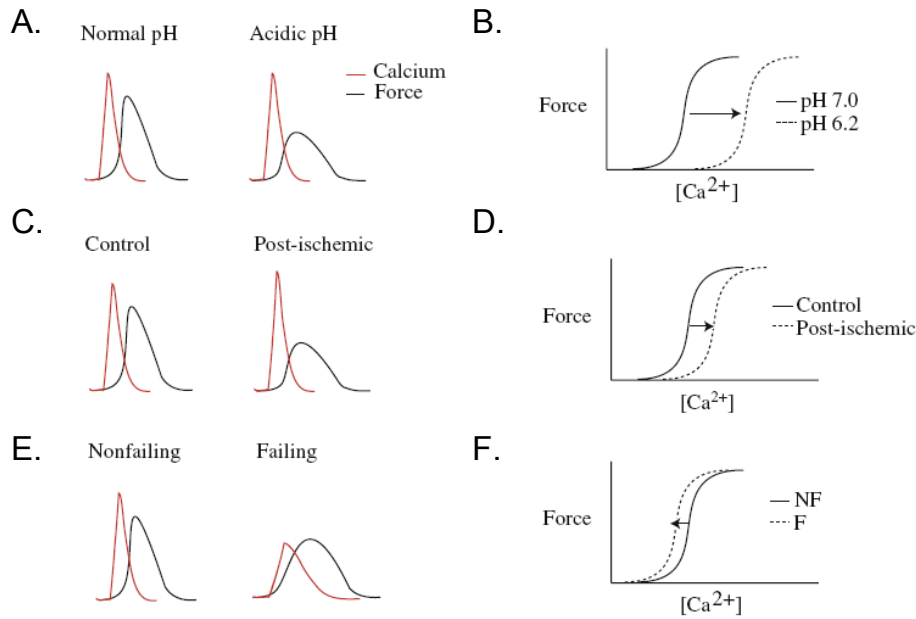 A.
Normal pH
Acidic pH
Calcium
Force
B.
Force
pH 7.0
pH 6.2
[Ca2+]
C.
Control
Post-ischemic
D.
Force
Control
Post-ischemic
[Ca2+]
E.
Nonfailing
Failing
F.
Force
NF
F
[Ca2+]